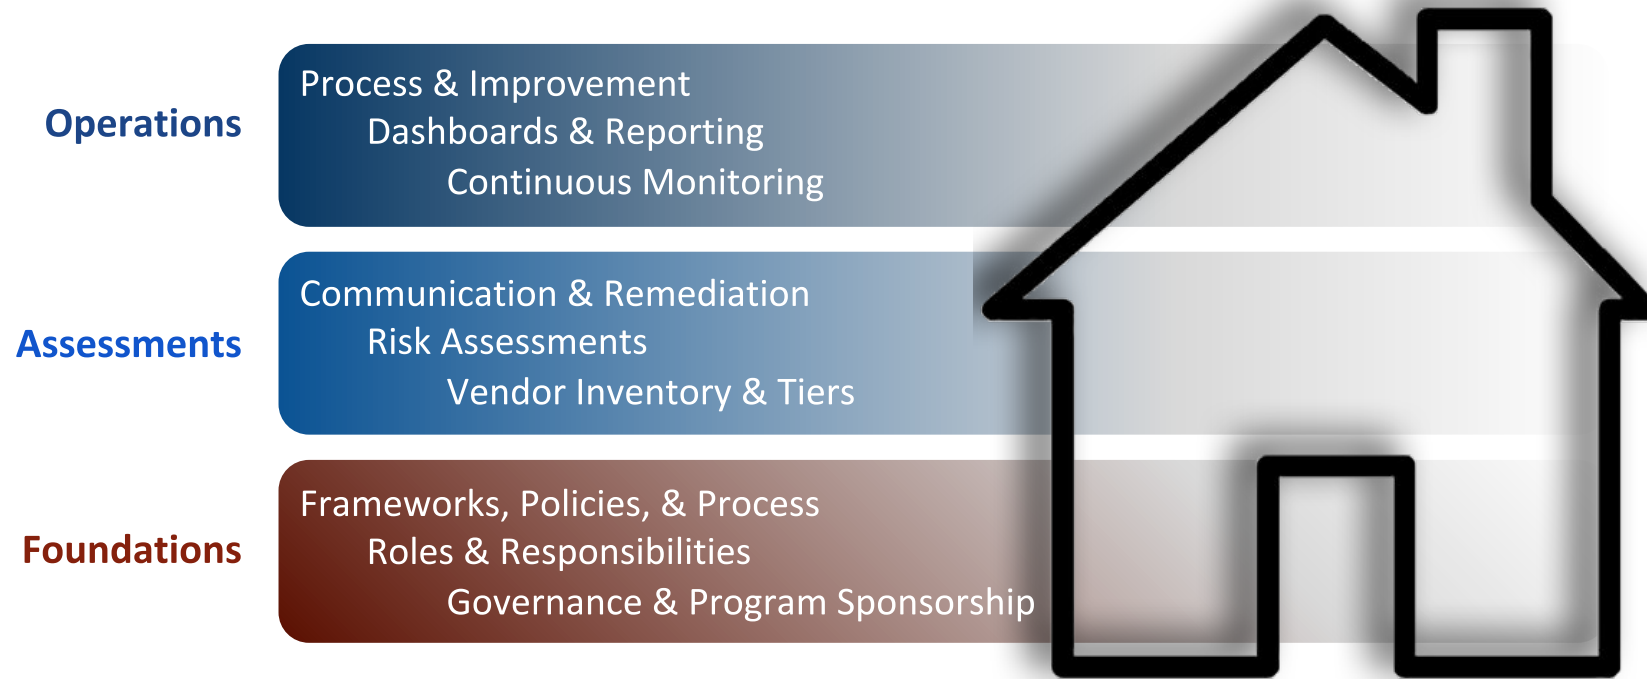 Operations
Process & Improvement
Dashboards & Reporting
Continuous Monitoring
Assessments
Communication & Remediation
Risk Assessments
Vendor Inventory & Tiers
Foundations
Frameworks, Policies, & Process
Roles & Responsibilities
Governance & Program Sponsorship